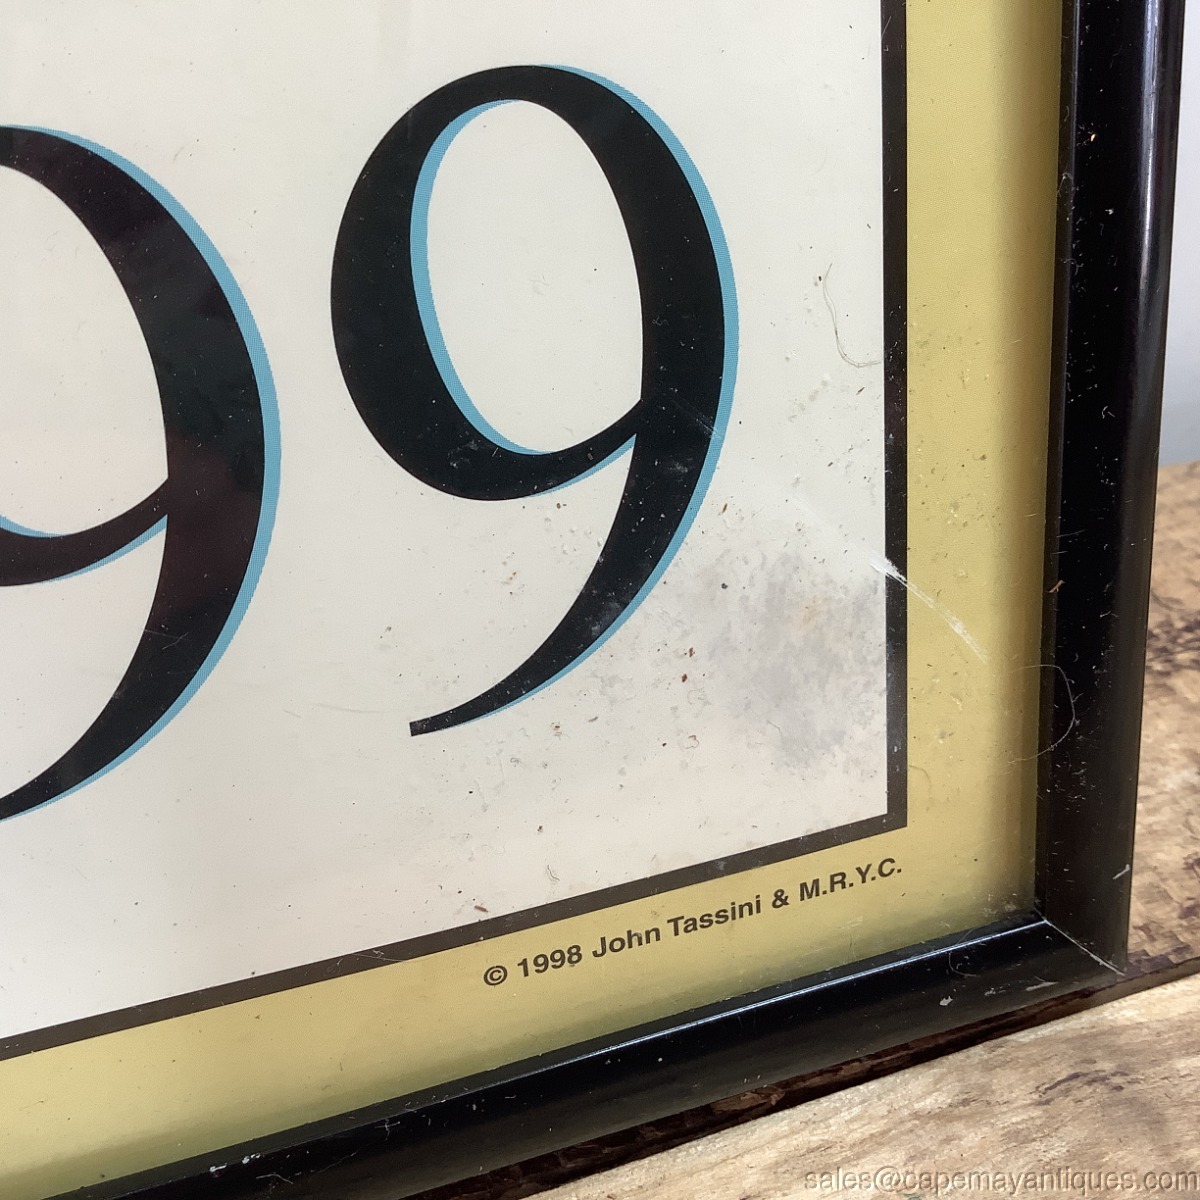 99
© 1998 John Tassini & M.R.Y.C.
sales@capemayantiques.com